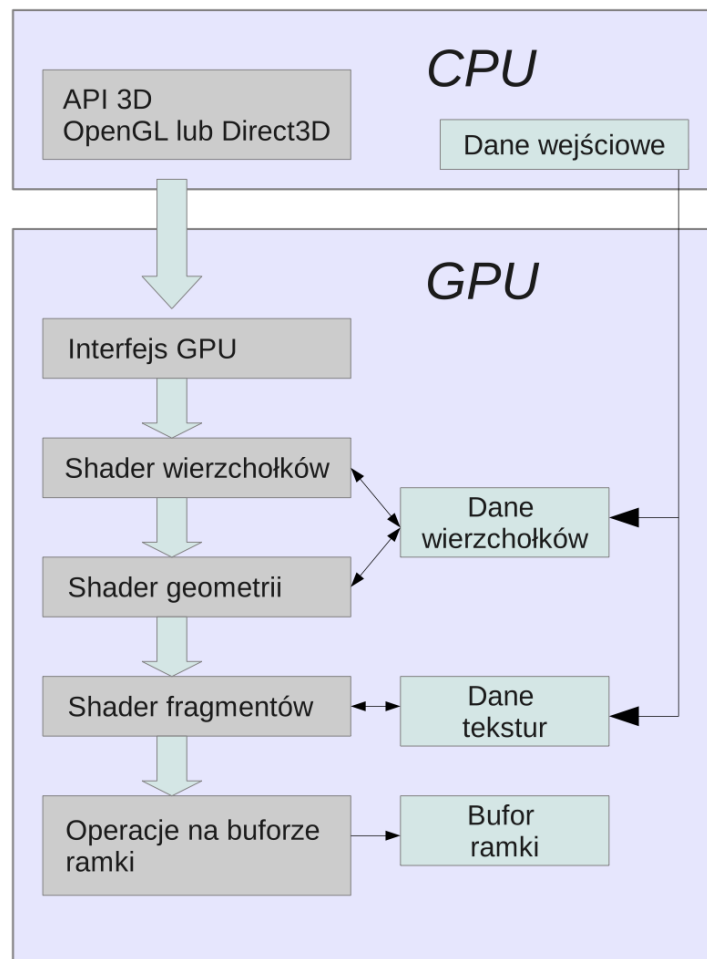 CPU
API 3D
OpenGL lub Direct3D
Dane wejściowe
GPU
Interfejs GPU
Shader wierzchołków
Dane
wierzchołków
Shader geometrii
Shader fragmentów
Dane
tekstur
Operacje na buforze
ramki
Bufor
ramki